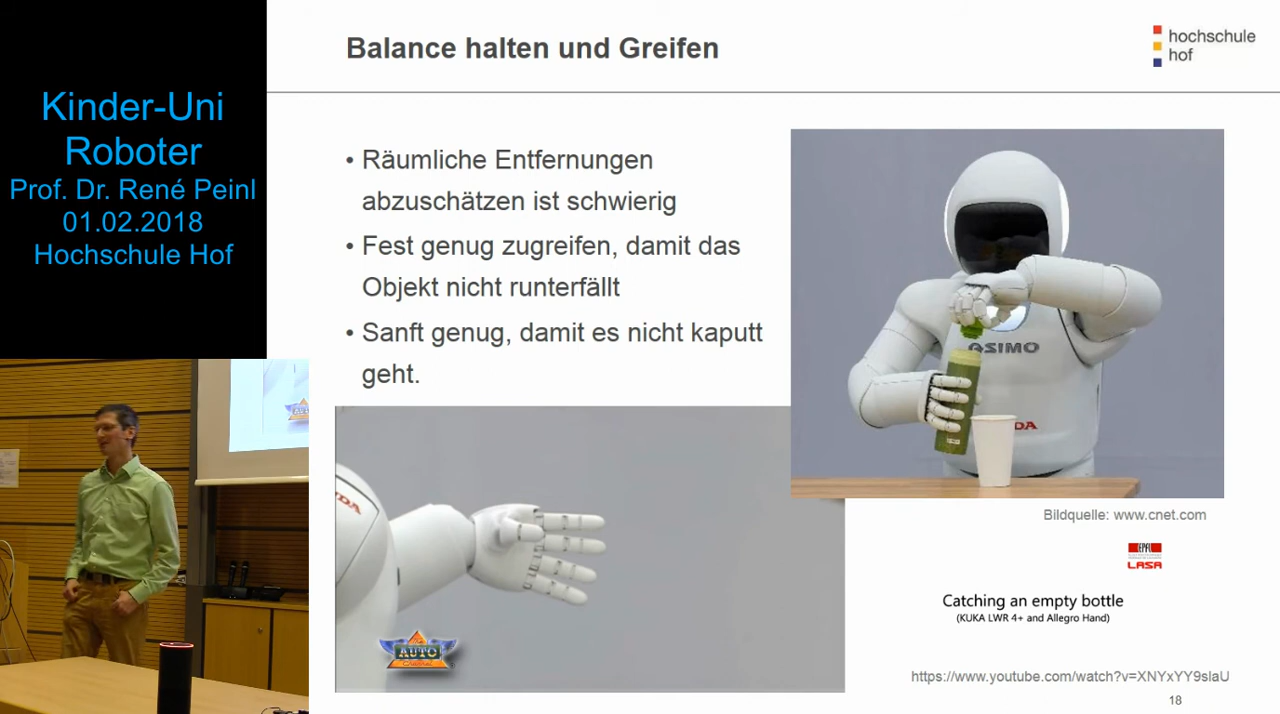 Kinder-Uni
Roboter
Prof. Dr. René Peinl
01.02.2018
Hochschule Hof
Balance halten und Greifen
hochschule
hof
• Räumliche Entfernungen
abzuschätzen ist schwierig
• Fest genug zugreifen, damit das
Objekt nicht runterfällt
• Sanft genug, damit es nicht kaputt
geht.
ASIMO
DA
Bildquelle: www.cnet.com
DA
AUTO
Channel
EPFL
LASA
Catching an empty bottle
(KUKA LWR 4+ and Allegro Hand)
https://www.youtube.com/watch?v=XNYxYY9slaU
18